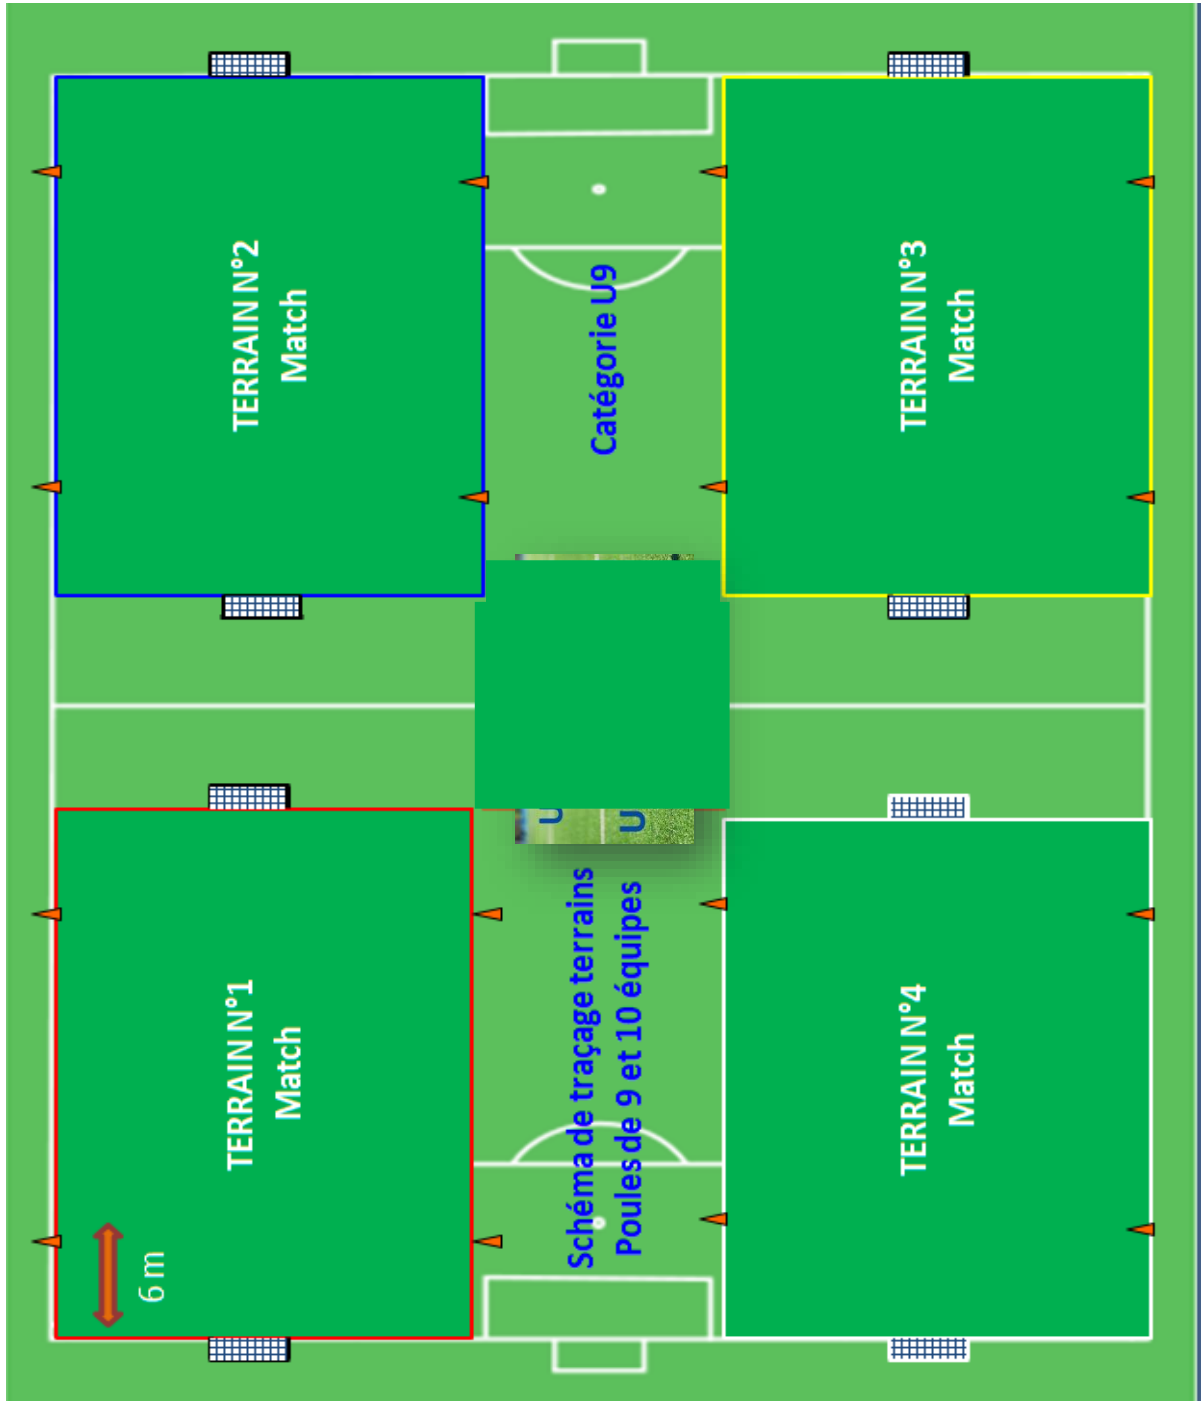 TERRAIN N°2
Match
TERRAIN N°3
Match
Catégorie U9
TERRAIN N°1
Match
6 m
Schéma de traçage terrains
Poules de 9 et 10 équipes
TERRAIN N°4
Match
U
U